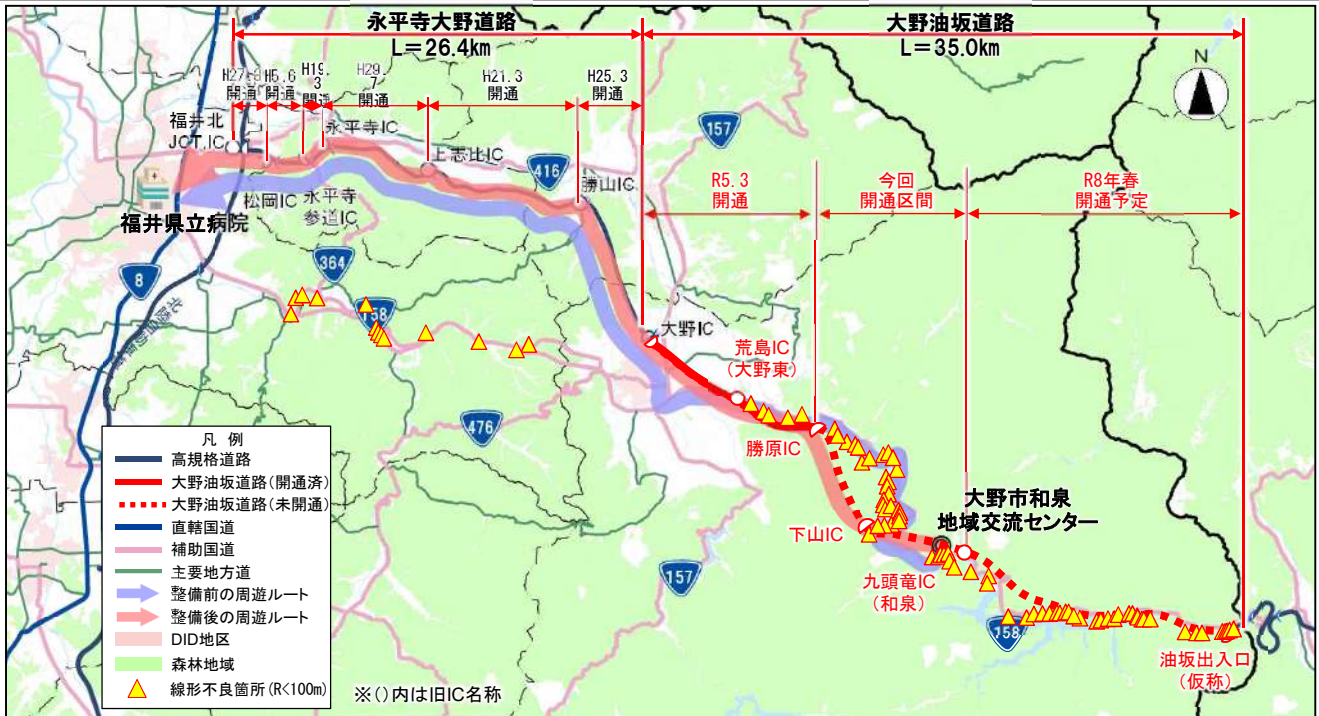 永平寺大野道路
L=26.4km
大野油坂道路
L=35.0km
H5.6
開通
H19.
3
開通
H29.
7
開通
H21.3
開通
H25.3
開通
N
福井北
JCT,IC
永平寺IC
上志比IC
勝山IC
松岡IC
永平寺
参道IC
福井県立病院
157
416
R5.3
開通
今回
開通区間
R8年春
開通予定
8
364
158
大野IC
荒島IC
(大野東)
476
勝原IC
大野市和泉
地域交流センター
下山IC
157
九頭竜IC
(和泉)
158
油坂出入口
(仮称)
凡 例
高規格道路
大野油坂道路(開通済)
大野油坂道路(未開通)
直轄国道
補助国道
主要地方道
整備前の周遊ルート
整備後の周遊ルート
DID地区
森林地域
線形不良箇所(R<100m)
※()内は旧IC名称